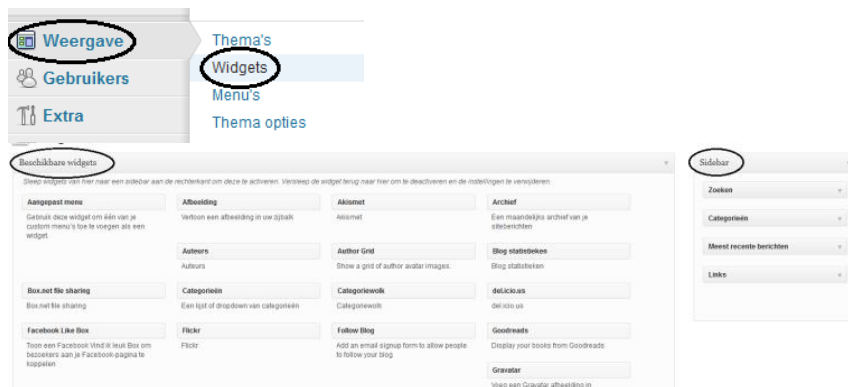 Weergave
Thema's
Widgets
Gebruikers
Menu's
Extra
Thema opties
Beschikbare widgets
Sleep widgets van hier naar een sidebar aan de rechterkant om deze te activeren. Versleep de widget terug naar hier om te deactiveren en de instellingen te verwijderen.
Aangepast menu
Gebruik deze widget om één van je
custom menu's toe te voegen als een
widget.
Afbeelding
Vertoon een afbeelding in uw zijbalk
Akismet
Akismet
Archief
Een maandelijks archief van je
siteberichten
Auteurs
Auteurs
Author Grid
Show a grid of author avatar images.
Blog statistieken
Blog statistieken
Box.net file sharing
Box.net file sharing
Categorieën
Een lijst of dropdown van categorieën
Categoriewolk
Categoriewolk
del.icio.us
del.icio.us
Facebook Like Box
Toon een Facebook Vind ik leuk Box om
bezoekers aan je Facebook-pagina te
koppelen
Flickr
Flickr
Follow Blog
Add an email signup form to allow people
to follow your blog
Goodreads
Display your books from Goodreads
Gravatar
Voeg een Gravatar afbeelding in
Sidebar
Zoeken
Categorieën
Meest recente berichten
Links